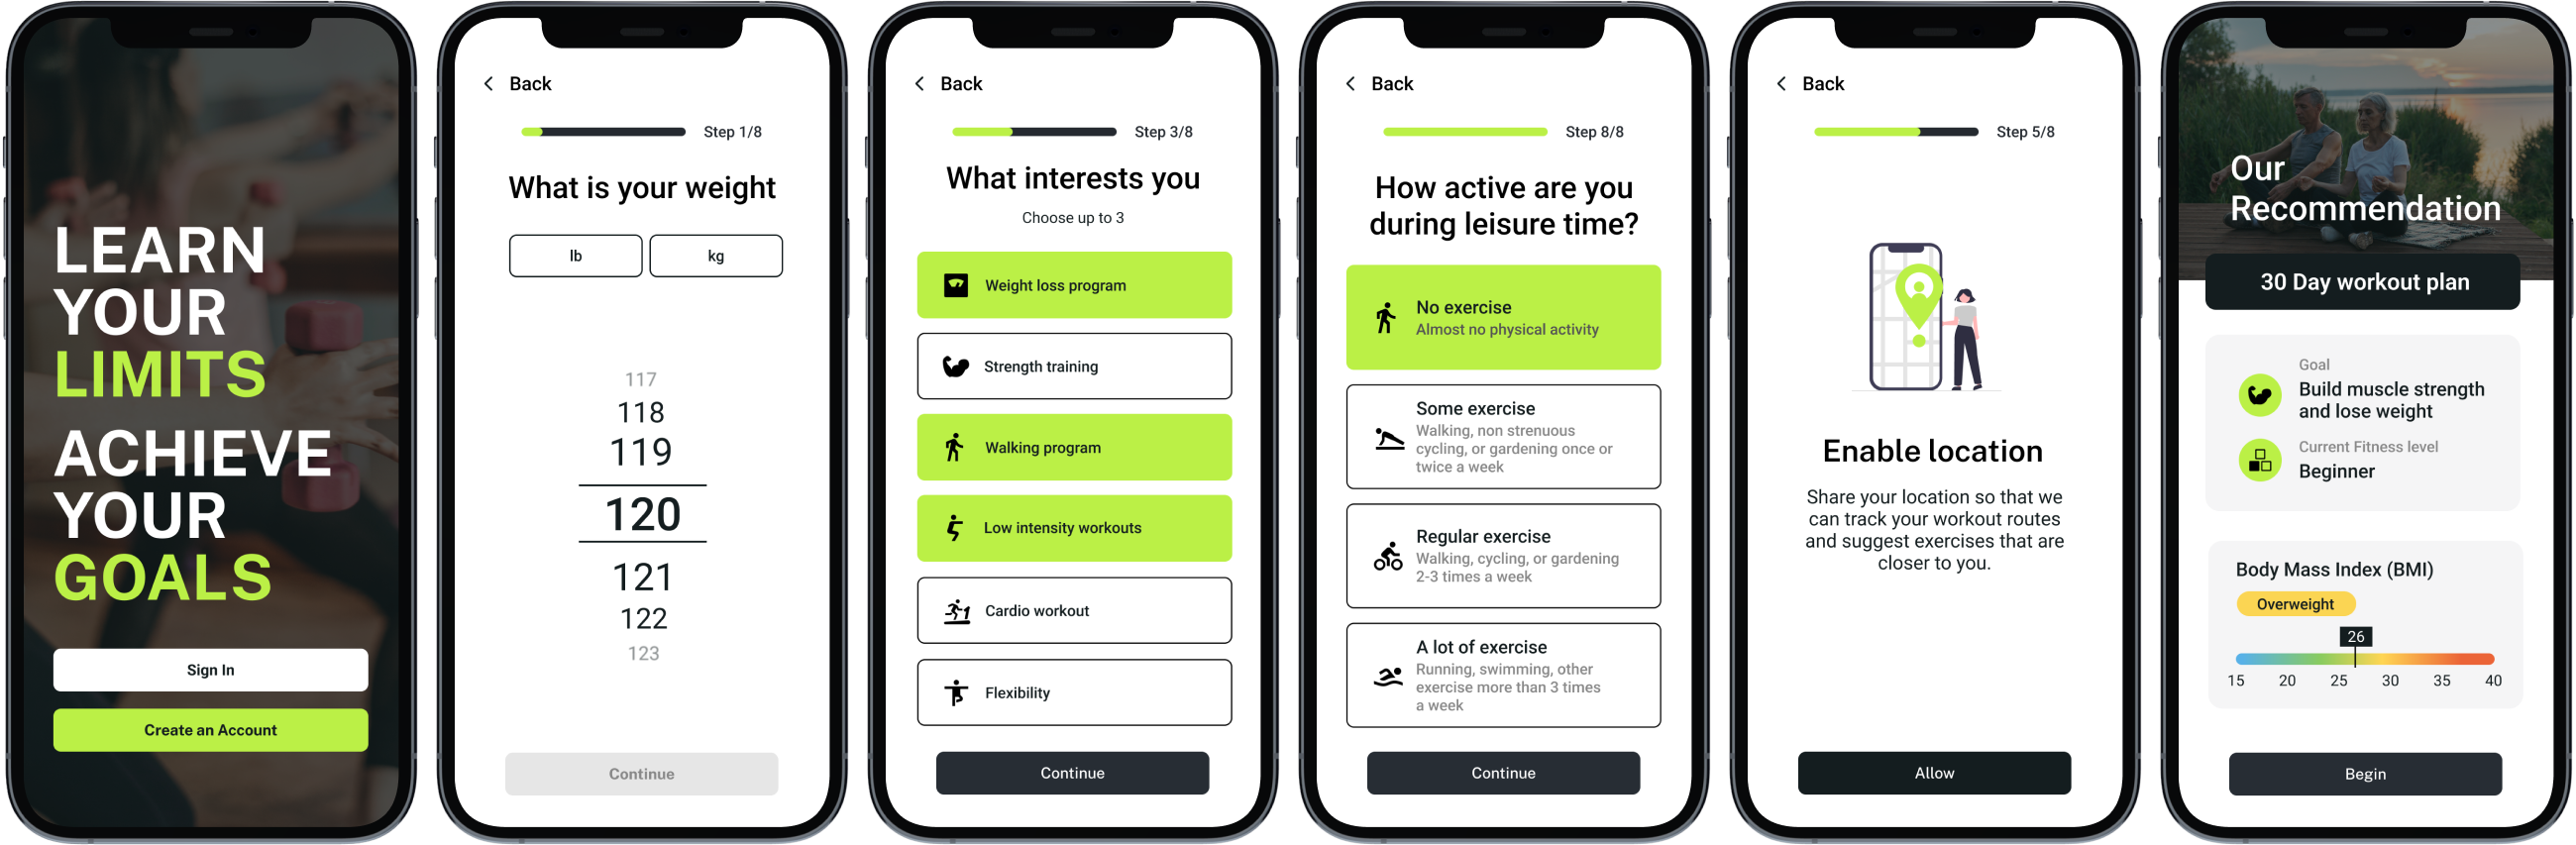 LEARN
YOUR
LIMITS
ACHIEVE
YOUR
GOALS
Sign In
Create an Account
Back
Step 1/8
What is your weight
lb
kg
117
118
119
120
121
122
123
Continue
Back
Step 3/8
What interests you
Choose up to 3
Weight loss program
Strength training
Walking program
Low intensity workouts
Cardio workout
Flexibility
Continue
Back
Step 8/8
How active are you
during leisure time?
No exercise
Almost no physical activity
Some exercise
Walking, non strenuous
cycling, or gardening once or
twice a week
Regular exercise
Walking, cycling, or gardening
2-3 times a week
A lot of exercise
Running, swimming, other
exercise more than 3 times
a week
Continue
Back
Step 5/8
Enable location
Share your location so that we
can track your workout routes
and suggest exercises that are
closer to you.
Allow
Our
Recommendation
30 Day workout plan
Goal
Build muscle strength
and lose weight
Current Fitness level
Beginner
Body Mass Index (BMI)
Overweight
26
15 20 25 30 35 40
Begin